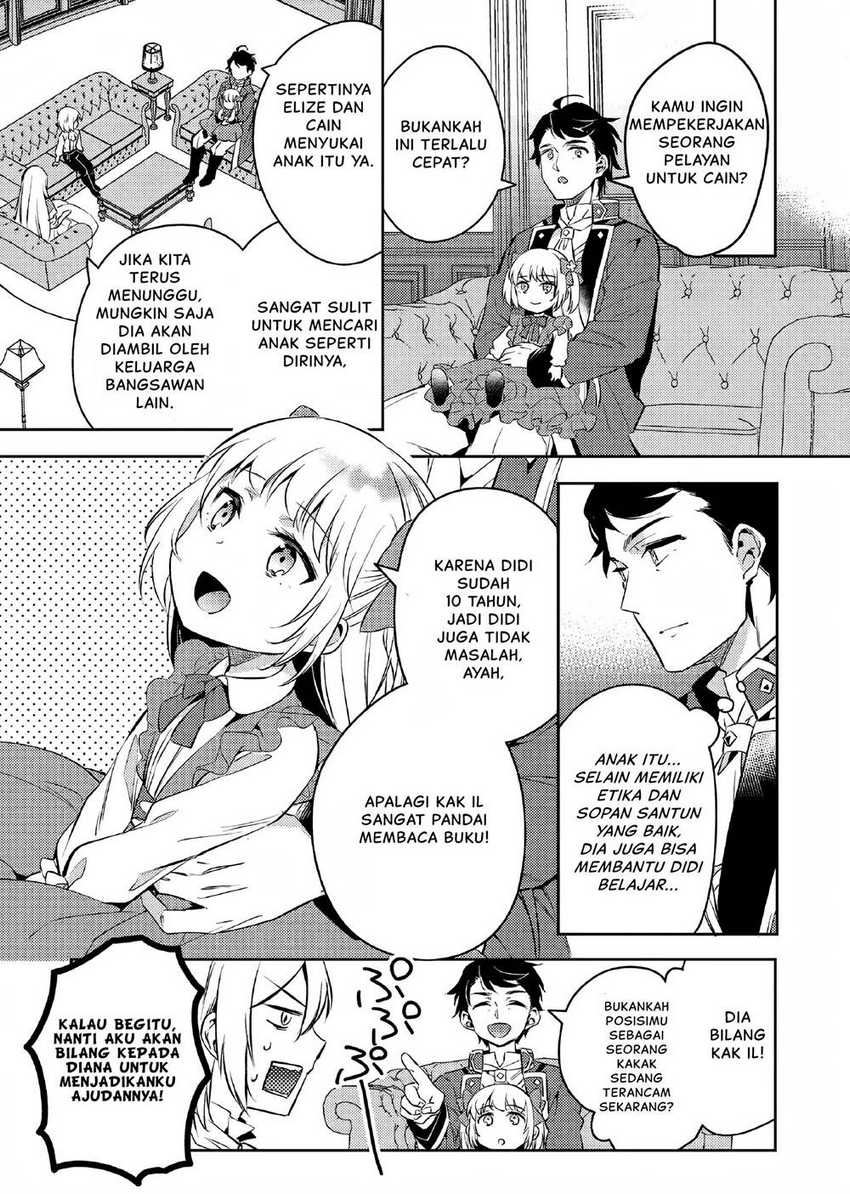 KAMU INGIN
MEMPEKERJAKAN
SEORANG
PELAYAN
UNTUK CAIN?
BUKANKAH
INI TERLALU
CEPAT?
SEPERTINYA
ELIZE DAN
CAIN
MENYUKAI
ANAK ITU YA.
SANGAT SULIT
UNTUK MENCARI
ANAK SEPERTI
DIRINYA,
JIKA KITA
TERUS
MENUNGGU,
MUNGKIN SAJA
DIA AKAN
DIAMBIL OLEH
KELUARGA
BANGSAWAN
LAIN.
ANAK ITU...
SELAIN MEMILIKI
ETIKA DAN
SOPAN SANTUN
YANG BAIK,
DIA JUGA BISA
MEMBANTU DIDI
BELAJAR...
KARENA DIDI
SUDAH
10 TAHUN,
JADI DIDI
JUGA TIDAK
MASALAH,
AYAH,
APALAGI KAK IL
SANGAT PANDAI
MEMBACA BUKU!
DIA
BILANG
KAK IL!
BUKANKAH
POSISIMU
SEBAGAI
SEORANG
KAKAK
SEDANG
TERANCAM
SEKARANG?
ぷぷーっ
KALAU BEGITU,
NANTI AKU AKAN
BILANG KEPADA
DIANA UNTUK
MENJADIKANKU
AJUDANNYA!